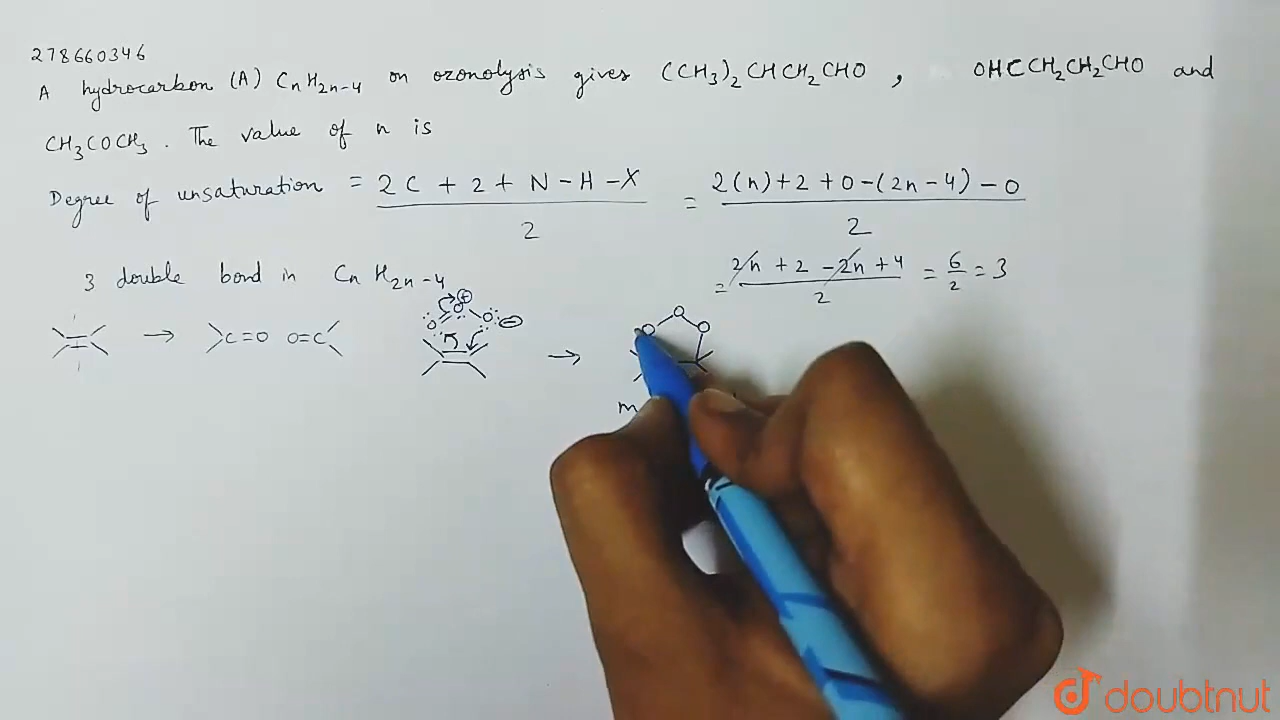 278660346
A hydrocarbon (A) CnH2n-4 on ozonolysis gives (CH3)2CHCH2CHO , OHCCH2CH2CHO and
CH3COCH3 . The value of n is
Degree of unsaturation = 2C + 2 + N - H - X / 2 = 2(n) + 2 + 0 - (2n - 4) - 0 / 2
= 2n + 2 - 2n + 4 / 2 = 6/2 = 3
3 double bond in CnH2n-4
→ C=O O=C
O O ⊕ O ⊖ → O O O
m
doubtnut